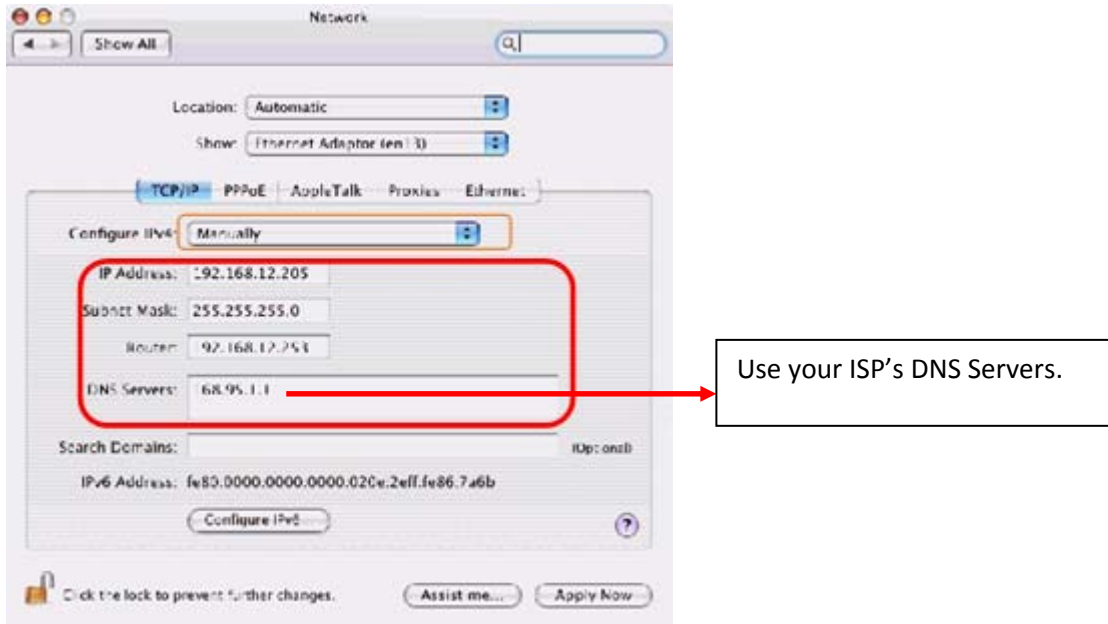 Network
Show All
Location: Automatic
Show: Ethernet Adaptor (en13)
TCP/IP PPPoE AppleTalk Proxies Ethernet
Configure IPv4: Manually
IP Address: 192.168.12.205
Subnet Mask: 255.255.255.0
Router: 92.168.12.253
DNS Servers: 68.95.1.1
Use your ISP’s DNS Servers.
Search Domains:
(Optional)
IPv6 Address: fe80.0000.0000.0000.020e.2eff.fe86.7a6b
Configure IPv6...
?
Click the lock to prevent further changes.
Assist me...
Apply Now